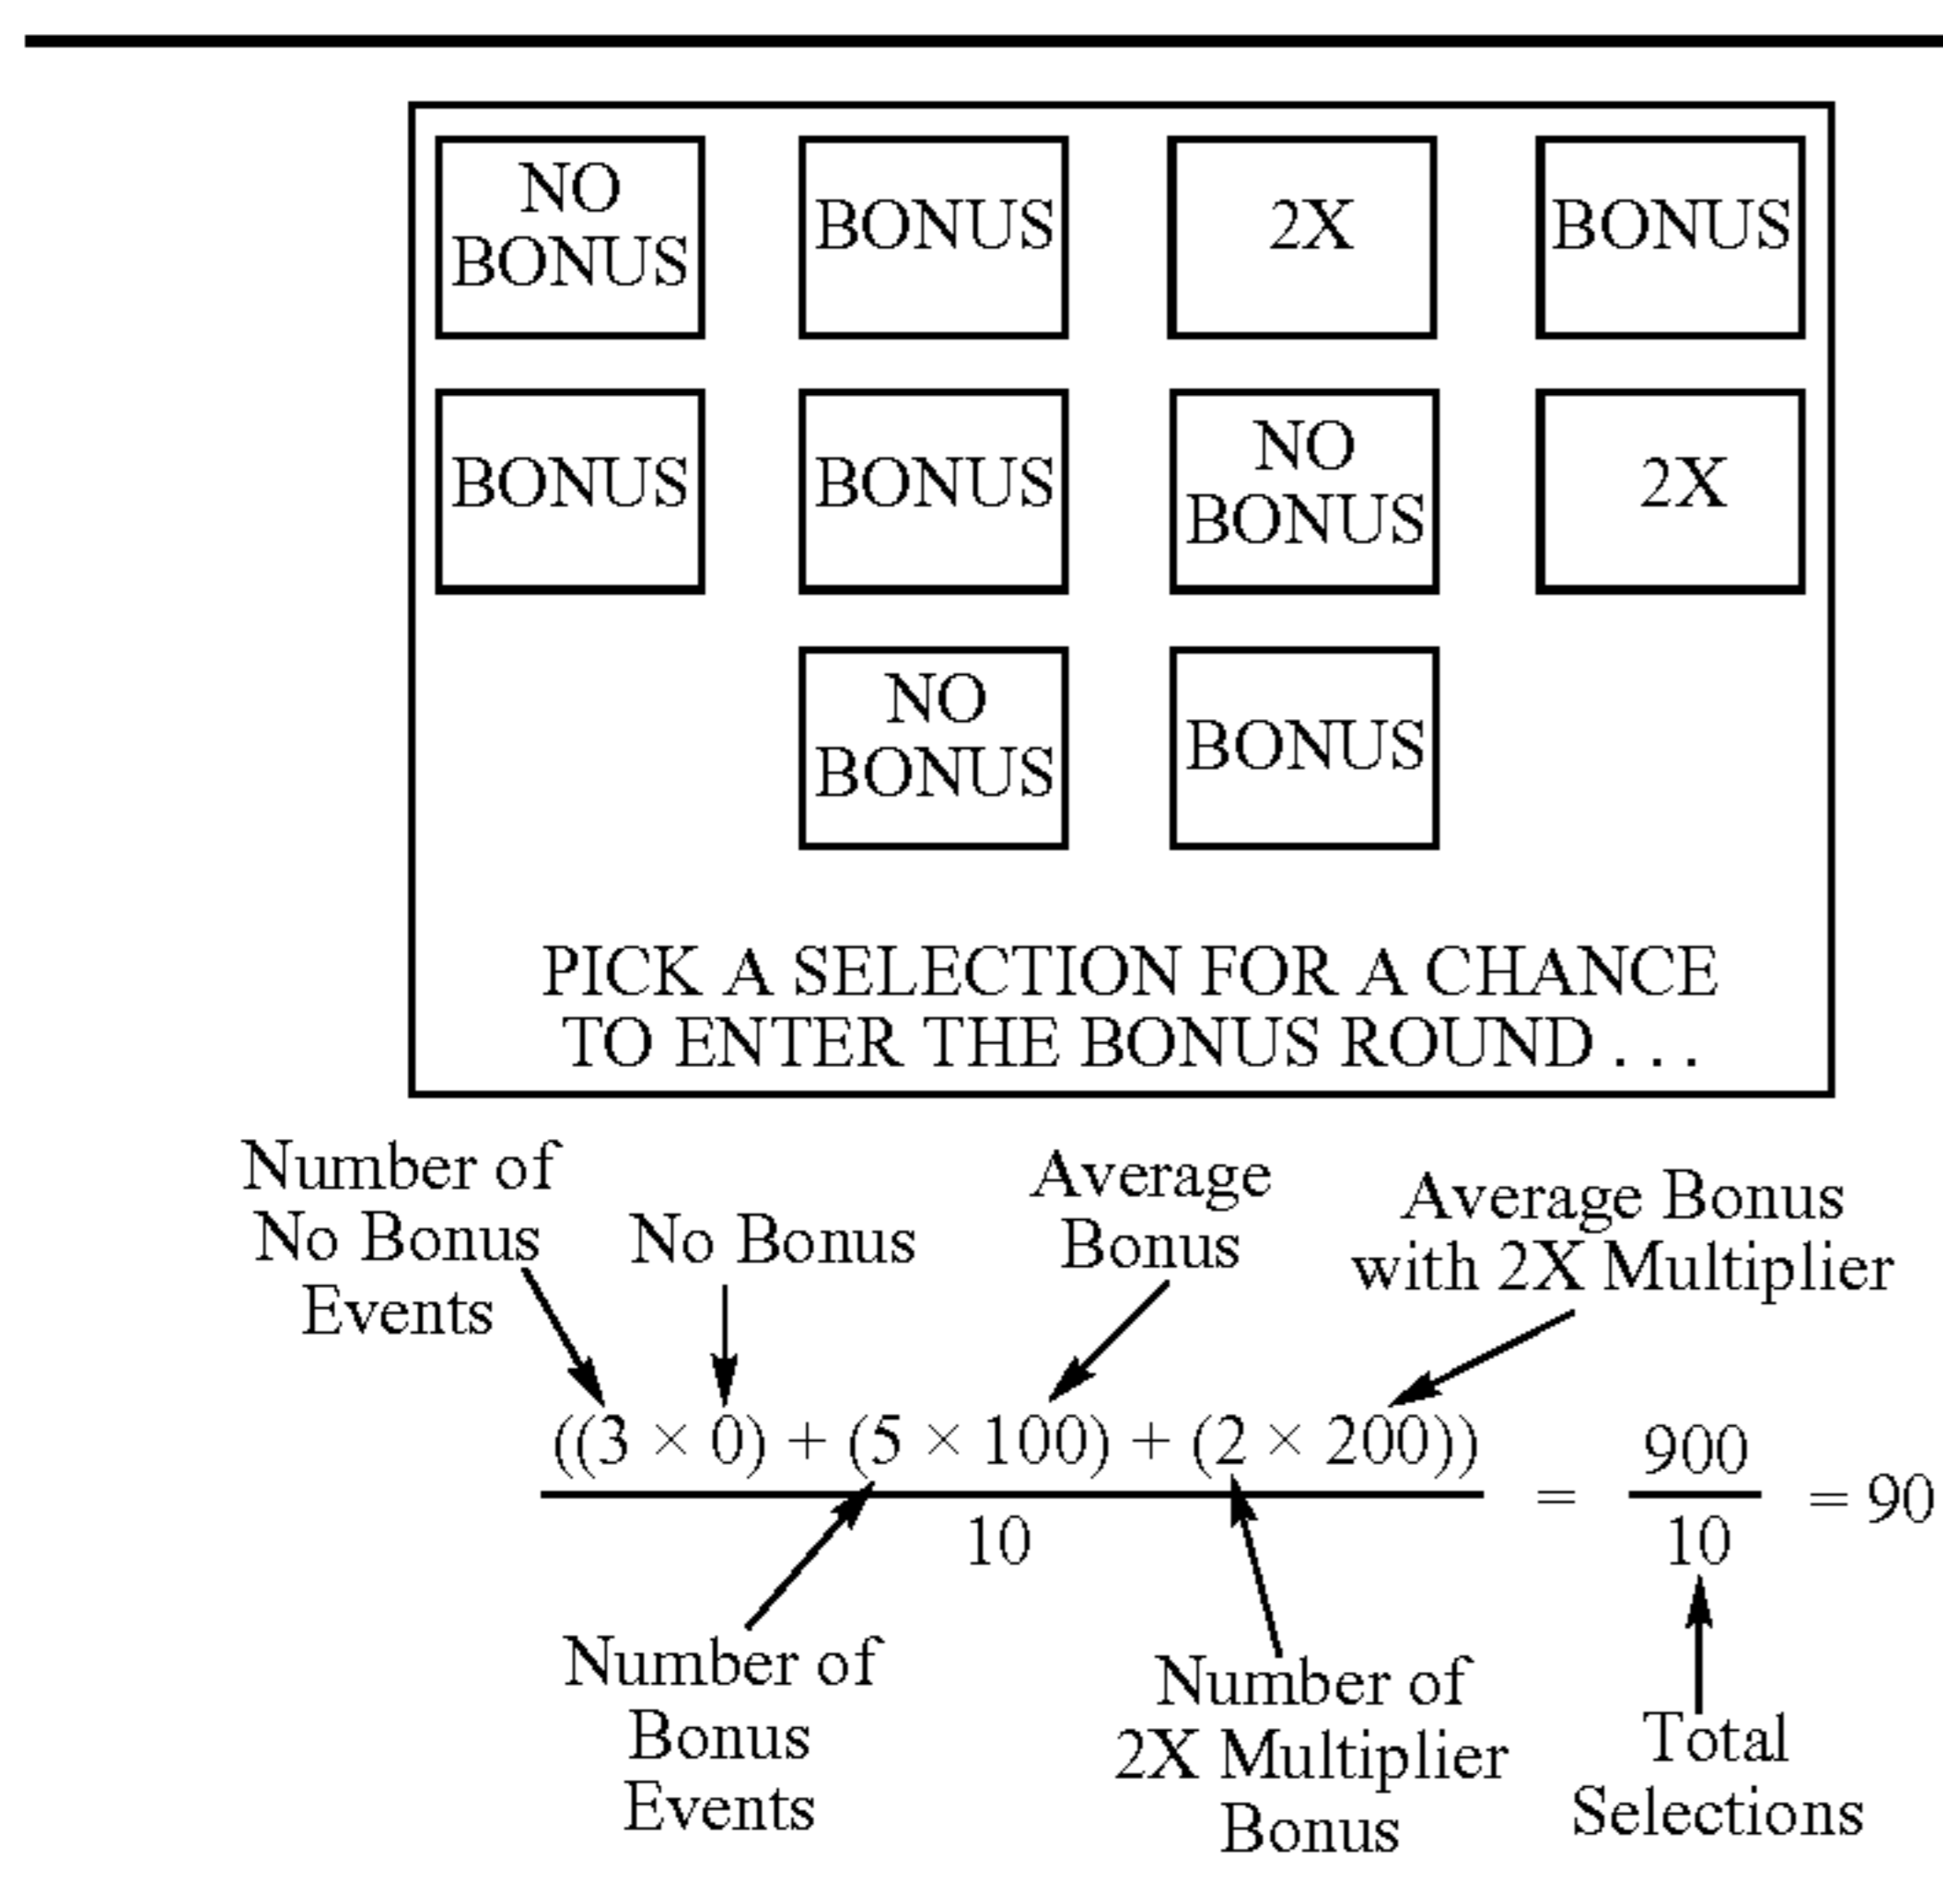 NO
BONUS
BONUS
2X
BONUS
BONUS
BONUS
NO
BONUS
2X
NO
BONUS
BONUS
PICK A SELECTION FOR A CHANCE
TO ENTER THE BONUS ROUND . . .
Number of
No Bonus
Events
No Bonus
Average
Bonus
Average Bonus
with 2X Multiplier
((3 × 0) + (5 × 100) + (2 × 200))
10
=
900
10
= 90
Number of
Bonus
Events
Number of
2X Multiplier
Bonus
Total
Selections